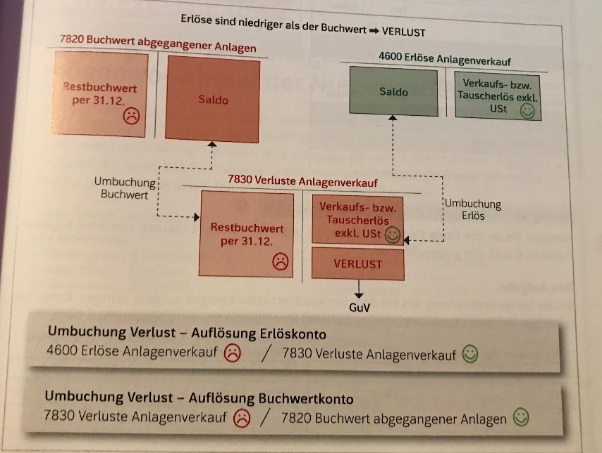 Erlöse sind niedriger als der Buchwert ➡ VERLUST
7820 Buchwert abgegangener Anlagen
4600 Erlöse Anlagenverkauf
Restbuchwert
per 31.12.
Saldo
Saldo
Verkaufs- bzw.
Tauscherlös exkl.
USt
Umbuchung
Buchwert
7830 Verluste Anlagenverkauf
Umbuchung
Erlös
Restbuchwert
per 31.12.
Verkaufs- bzw.
Tauscherlös
exkl. USt
VERLUST
GuV
Umbuchung Verlust – Auflösung Erlöskonto
4600 Erlöse Anlagenverkauf / 7830 Verluste Anlagenverkauf
Umbuchung Verlust – Auflösung Buchwertkonto
7830 Verluste Anlagenverkauf / 7820 Buchwert abgegangener Anlagen